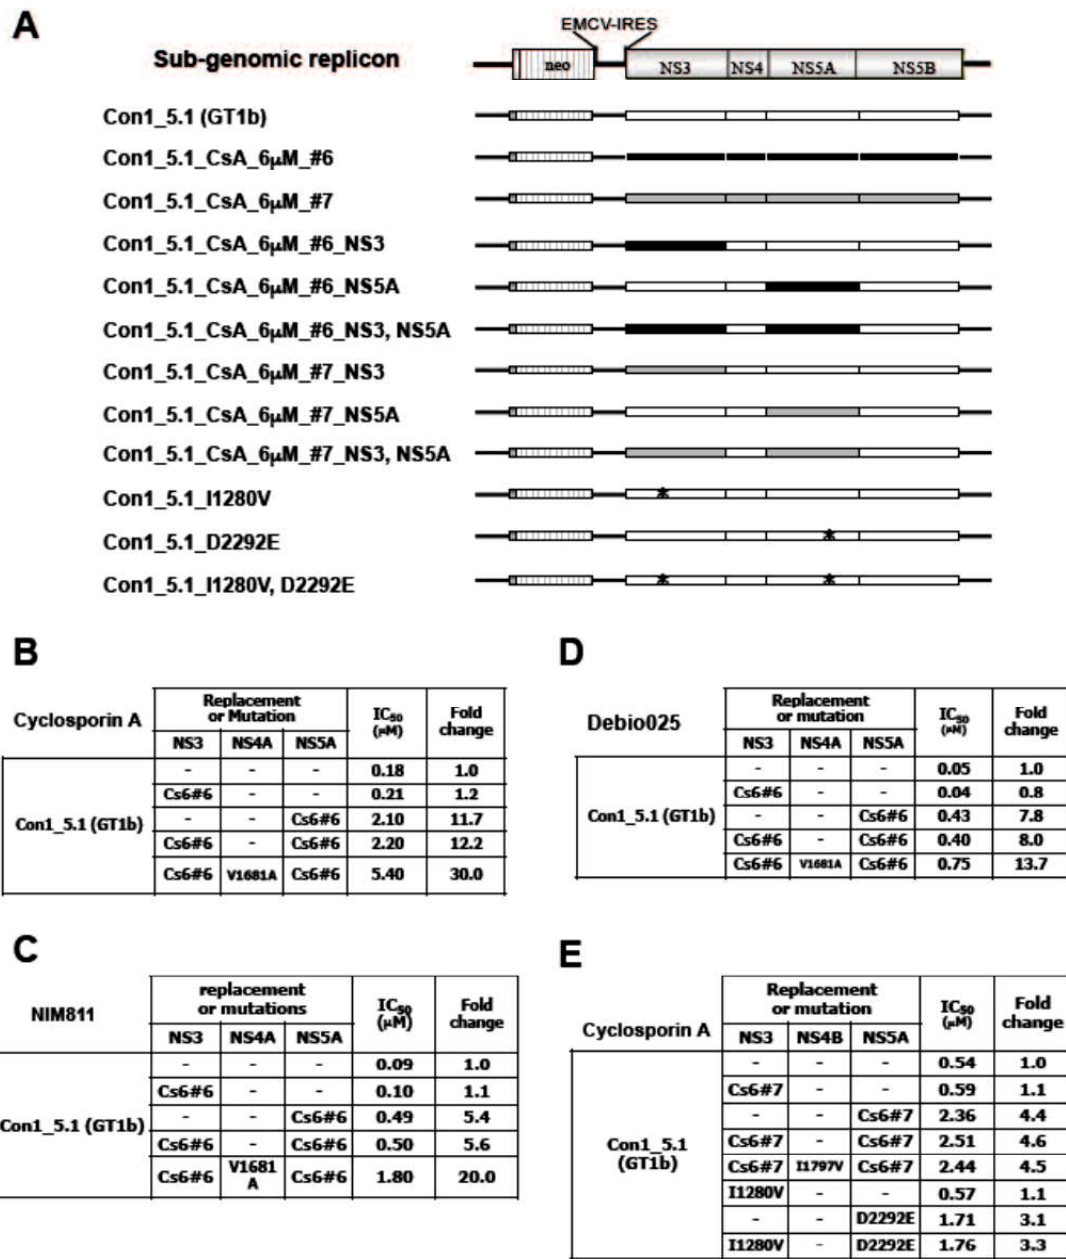 A
EMCV-IRES
Sub-genomic replicon
neo NS3 NS4 NS5A NS5B
Con1_5.1 (GT1b)
Con1_5.1_CsA_6µM_#6
Con1_5.1_CsA_6µM_#7
Con1_5.1_CsA_6µM_#6_NS3
Con1_5.1_CsA_6µM_#6_NS5A
Con1_5.1_CsA_6µM_#6_NS3, NS5A
Con1_5.1_CsA_6µM_#7_NS3
Con1_5.1_CsA_6µM_#7_NS5A
Con1_5.1_CsA_6µM_#7_NS3, NS5A
Con1_5.1_I1280V
*
Con1_5.1_D2292E
*
Con1_5.1_I1280V, D2292E
* *
B
Cyclosporin A
Replacement
or Mutation
IC50
(µM)
Fold
change
NS3 NS4A NS5A
Con1_5.1 (GT1b)
- - - 0.18 1.0
Cs6#6 - - 0.21 1.2
- - Cs6#6 2.10 11.7
Cs6#6 - Cs6#6 2.20 12.2
Cs6#6 V1681A Cs6#6 5.40 30.0
D
Debio025
Replacement
or mutation
IC50
(µM)
Fold
change
NS3 NS4A NS5A
Con1_5.1 (GT1b)
- - - 0.05 1.0
Cs6#6 - - 0.04 0.8
- - Cs6#6 0.43 7.8
Cs6#6 - Cs6#6 0.40 8.0
Cs6#6 V1681A Cs6#6 0.75 13.7
C
NIM811
replacement
or mutations
IC50
(µM)
Fold
change
NS3 NS4A NS5A
Con1_5.1 (GT1b)
- - - 0.09 1.0
Cs6#6 - - 0.10 1.1
- - Cs6#6 0.49 5.4
Cs6#6 - Cs6#6 0.50 5.6
Cs6#6 V1681
A Cs6#6 1.80 20.0
E
Cyclosporin A
Replacement
or mutation
IC50
(µM)
Fold
change
NS3 NS4B NS5A
Con1_5.1
(GT1b)
- - - 0.54 1.0
Cs6#7 - - 0.59 1.1
- - Cs6#7 2.36 4.4
Cs6#7 - Cs6#7 2.51 4.6
Cs6#7 I1797V Cs6#7 2.44 4.5
I1280V - - 0.57 1.1
- - D2292E 1.71 3.1
I1280V - D2292E 1.76 3.3